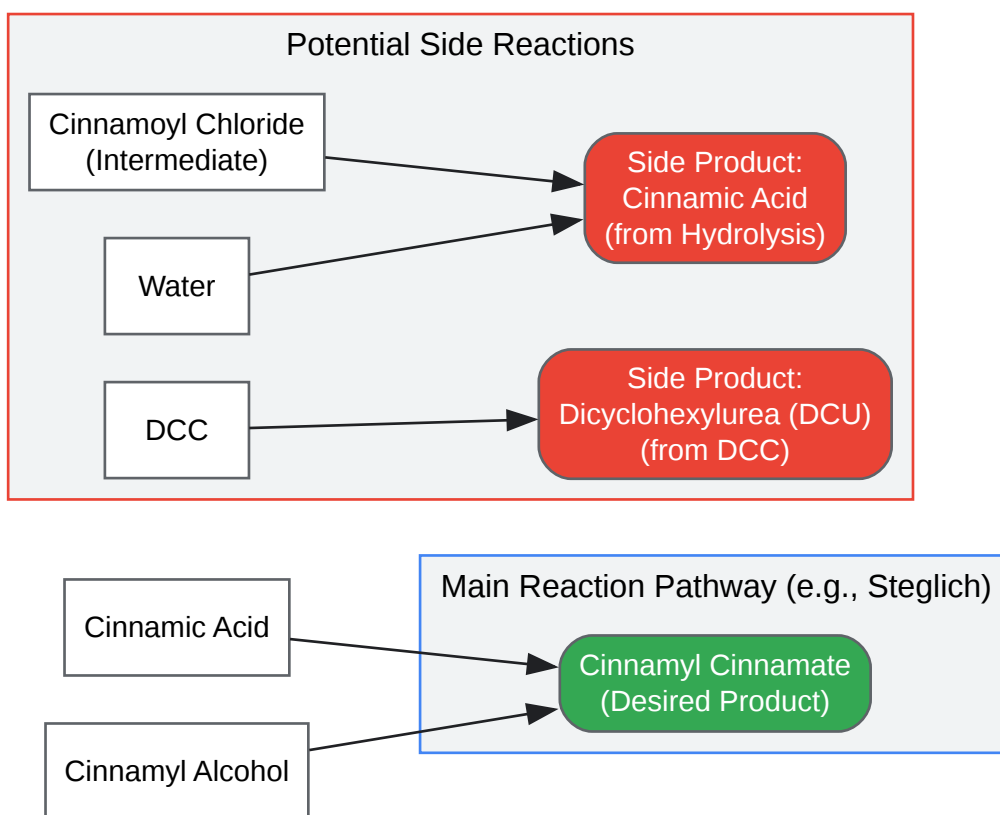 Potential Side Reactions
Cinnamoyl Chloride
(Intermediate)
Side Product:
Cinnamic Acid
(from Hydrolysis)
Water
Side Product:
Dicyclohexylurea (DCU)
(from DCC)
DCC
Main Reaction Pathway (e.g., Steglich)
Cinnamic Acid
Cinnamyl Cinnamate
(Desired Product)
Cinnamyl Alcohol